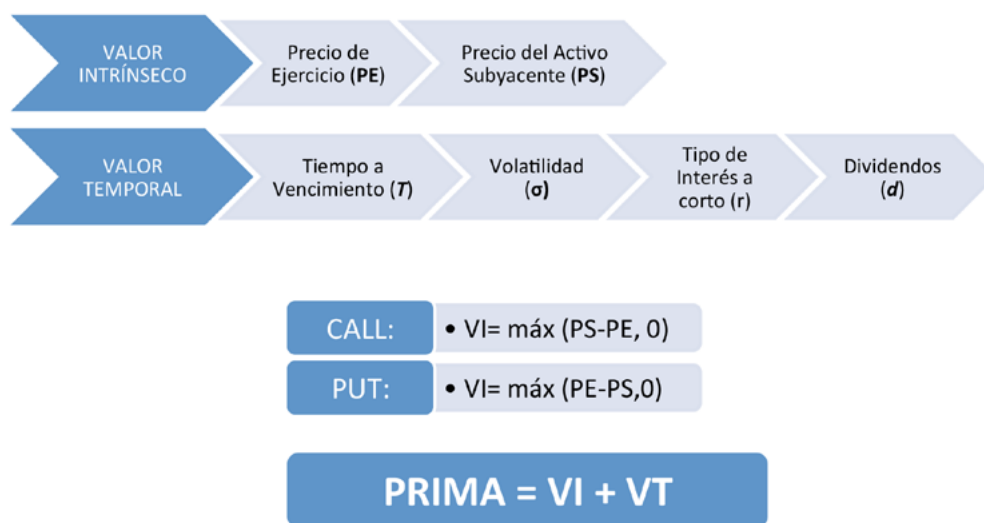 VALOR
INTRÍNSECO
Precio de
Ejercicio (PE)
Precio del Activo
Subyacente (PS)
VALOR
TEMPORAL
Tiempo a
Vencimiento (T)
Volatilidad
(σ)
Tipo de
Interés a
corto (r)
Dividendos
(d)
CALL:
• VI= máx (PS-PE, 0)
PUT:
• VI= máx (PE-PS,0)
PRIMA = VI + VT